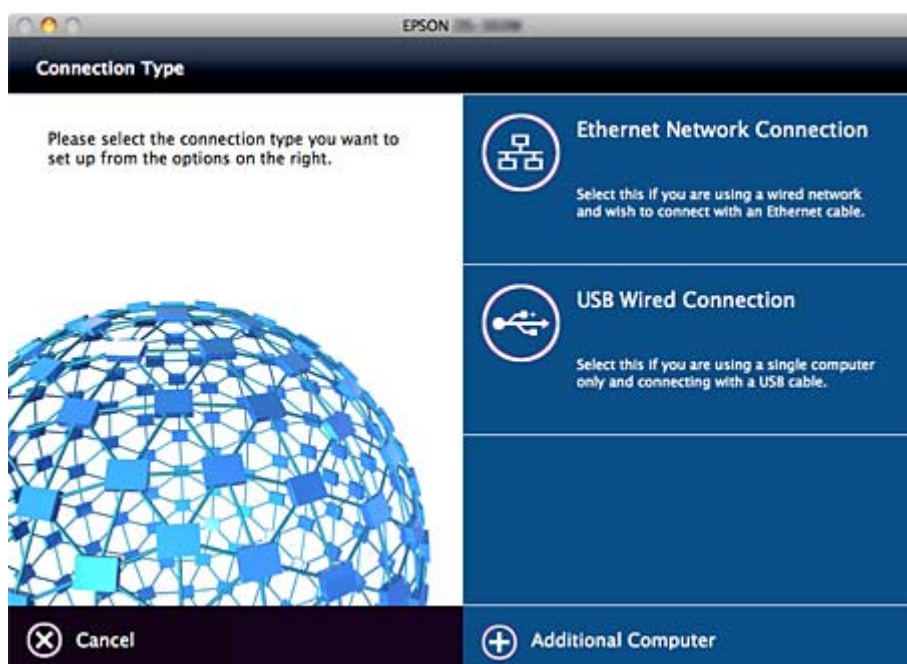 EPSON
Connection Type
Please select the connection type you want to
set up from the options on the right.
Ethernet Network Connection
Select this if you are using a wired network
and wish to connect with an Ethernet cable.
USB Wired Connection
Select this if you are using a single computer
only and connecting with a USB cable.
Cancel
Additional Computer